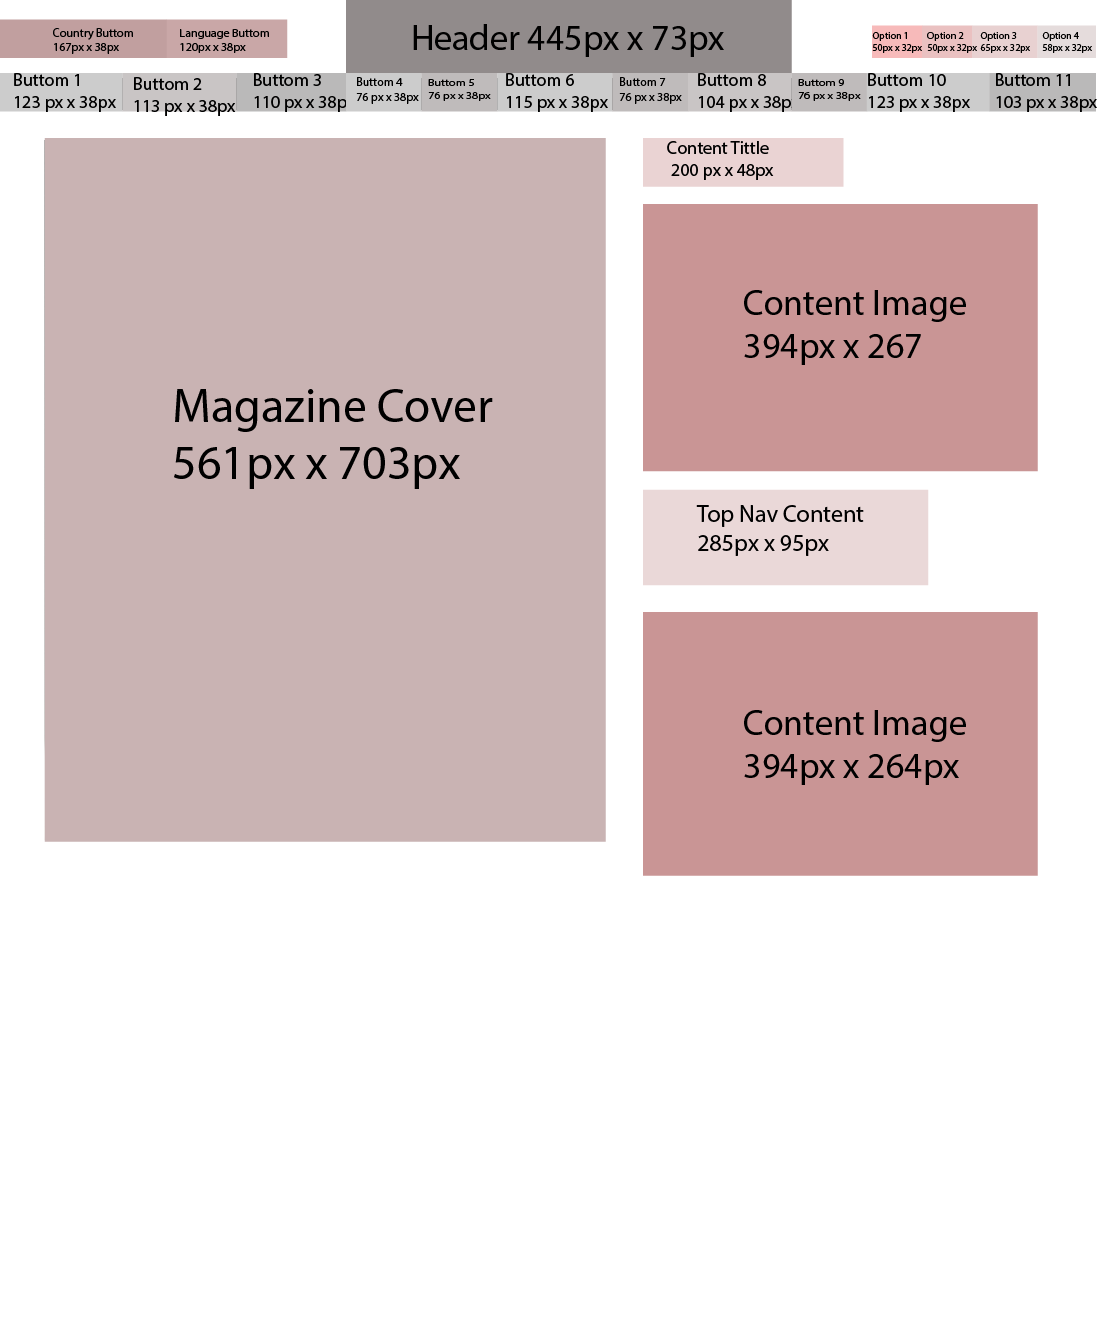 Country Buttom
167px x 38px
Language Buttom
120px x 38px
Header 445px x 73px
Option 1
50px x 32px
Option 2
50px x 32px
Option 3
65px x 32px
Option 4
58px x 32px
Buttom 1
123 px x 38px
Buttom 2
113 px x 38px
Buttom 3
110 px x 38p
Buttom 4
76 px x 38px
Buttom 5
76 px x 38px
Buttom 6
115 px x 38px
Buttom 7
76 px x 38px
Buttom 8
104 px x 38p
Buttom 9
76 px x 38px
Buttom 10
123 px x 38px
Buttom 11
103 px x 38px
Magazine Cover
561px x 703px
Content Tittle
200 px x 48px
Content Image
394px x 267
Top Nav Content
285px x 95px
Content Image
394px x 264px